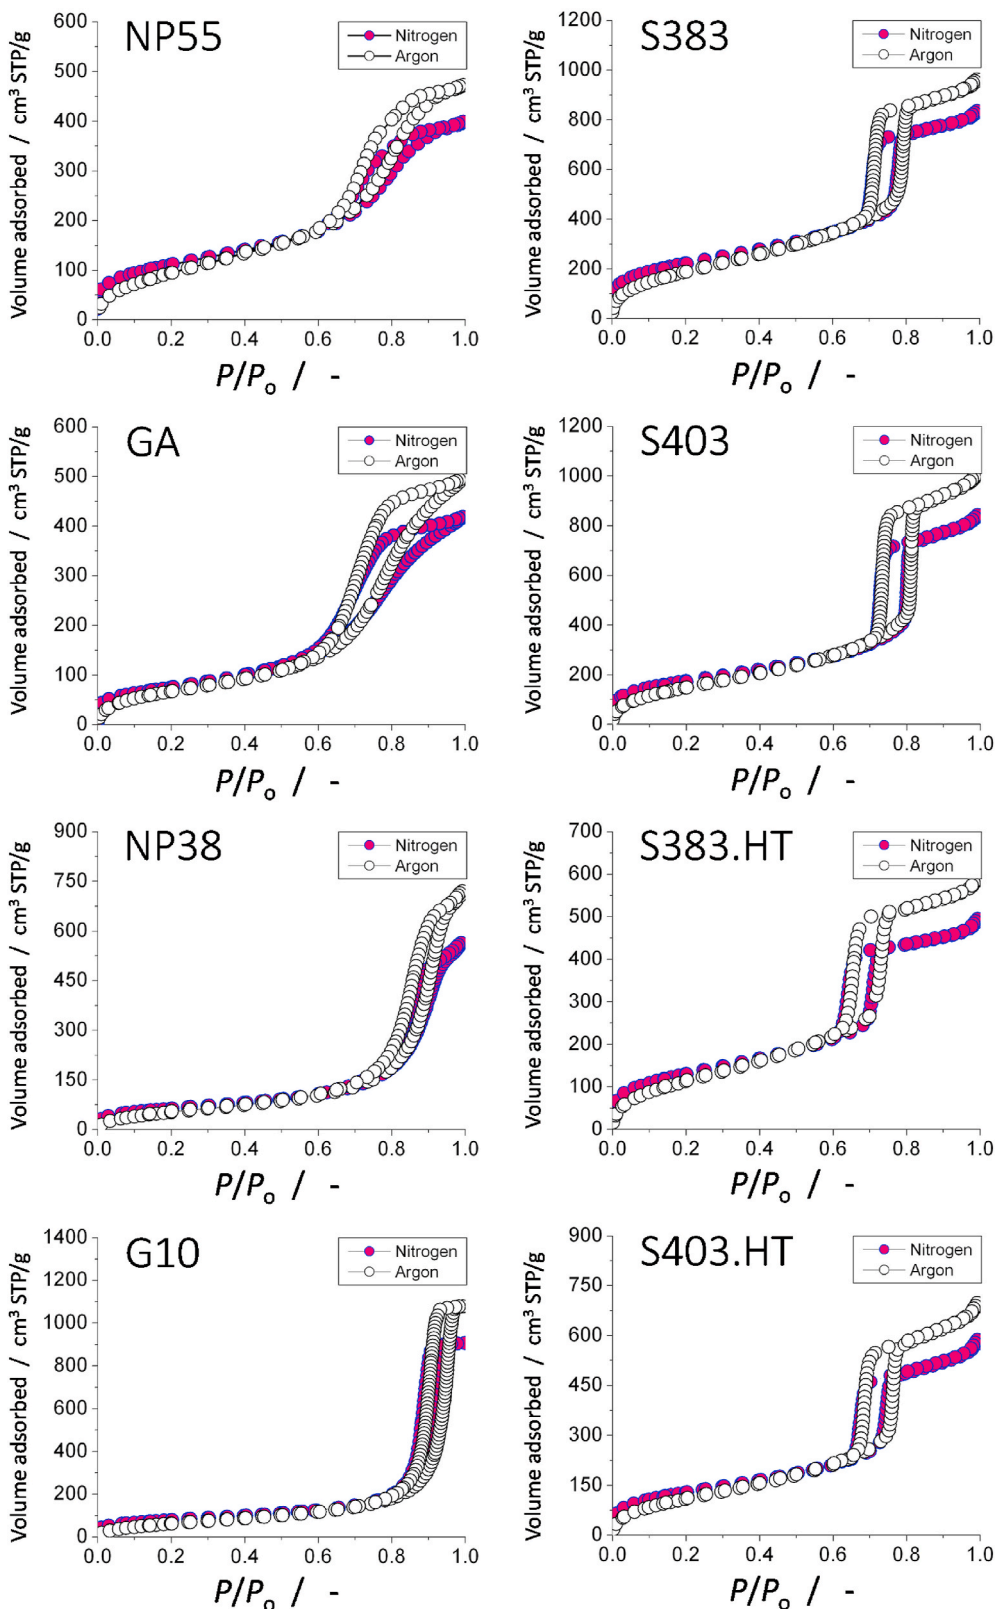 NP55
Nitrogen
Argon
Volume adsorbed / cm³ STP/g
600
500
400
300
200
100
0
0.0 0.2 0.4 0.6 0.8 1.0
P/Pₒ / -
S383
Nitrogen
Argon
Volume adsorbed / cm³ STP/g
1200
1000
800
600
400
200
0
0.0 0.2 0.4 0.6 0.8 1.0
P/Pₒ / -
GA
Nitrogen
Argon
Volume adsorbed / cm³ STP/g
600
500
400
300
200
100
0
0.0 0.2 0.4 0.6 0.8 1.0
P/Pₒ / -
S403
Nitrogen
Argon
Volume adsorbed / cm³ STP/g
1200
1000
800
600
400
200
0
0.0 0.2 0.4 0.6 0.8 1.0
P/Pₒ / -
NP38
Nitrogen
Argon
Volume adsorbed / cm³ STP/g
900
750
600
450
300
150
0
0.0 0.2 0.4 0.6 0.8 1.0
P/Pₒ / -
S383.HT
Nitrogen
Argon
Volume adsorbed / cm³ STP/g
700
600
500
400
300
200
100
0
0.0 0.2 0.4 0.6 0.8 1.0
P/Pₒ / -
G10
Nitrogen
Argon
Volume adsorbed / cm³ STP/g
1400
1200
1000
800
600
400
200
0
0.0 0.2 0.4 0.6 0.8 1.0
P/Pₒ / -
S403.HT
Nitrogen
Argon
Volume adsorbed / cm³ STP/g
900
750
600
450
300
150
0
0.0 0.2 0.4 0.6 0.8 1.0
P/Pₒ / -